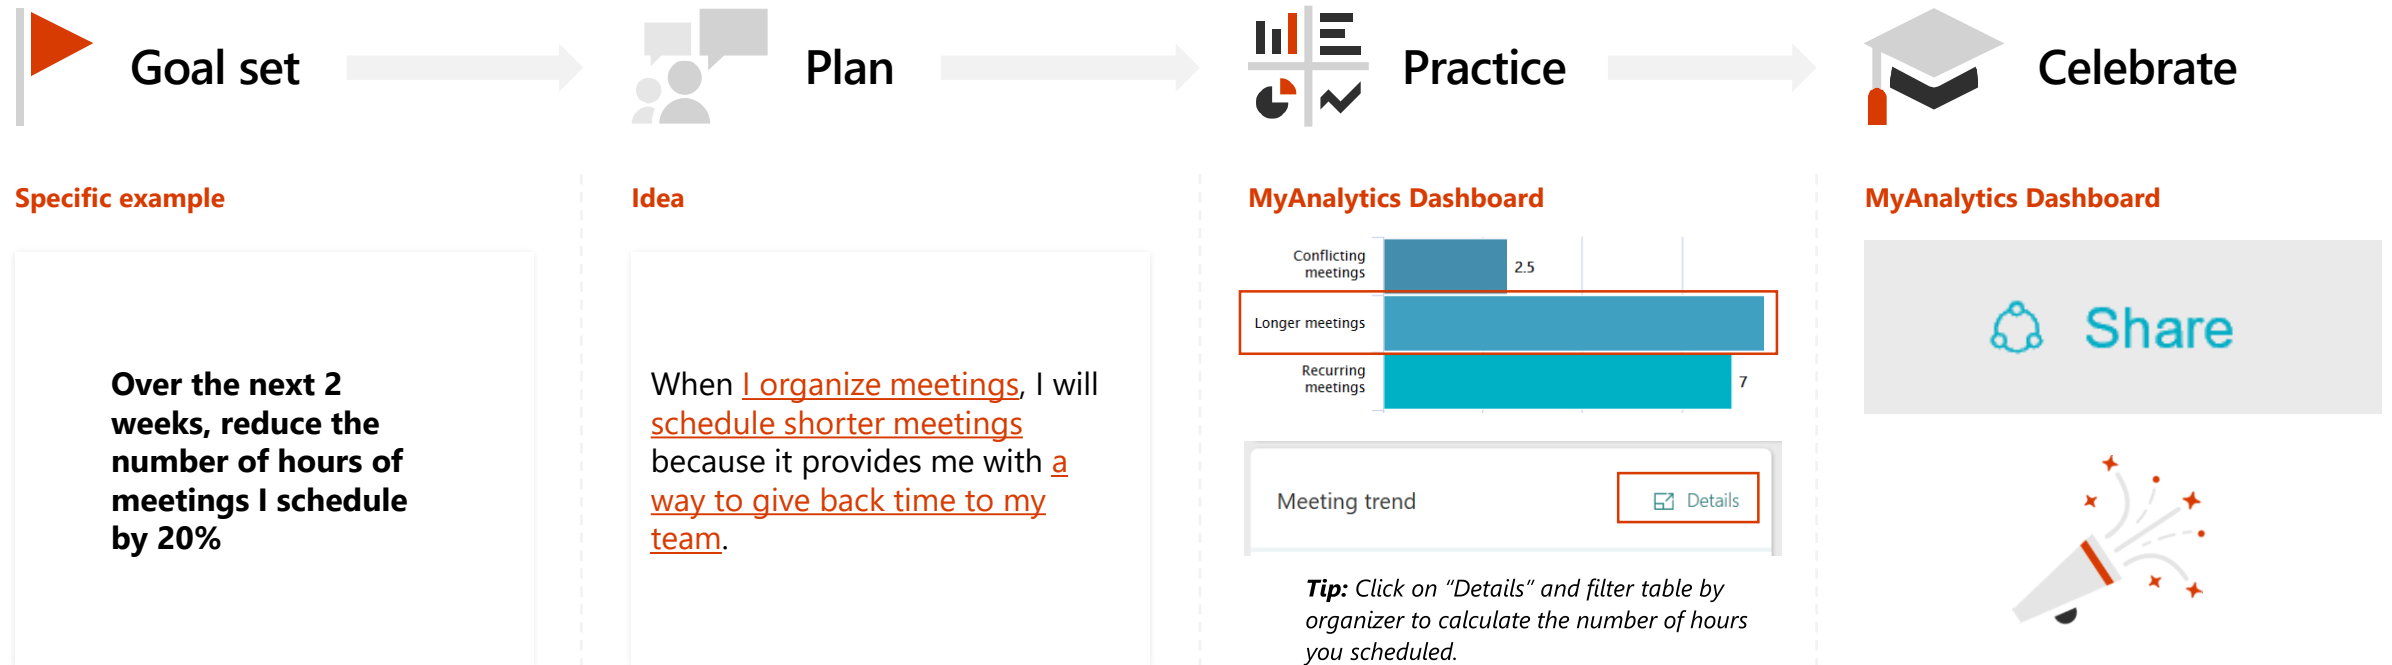 Goal set
Plan
Practice
Celebrate
Specific example
Over the next 2
weeks, reduce the
number of hours of
meetings I schedule
by 20%
Idea
When I organize meetings, I will
schedule shorter meetings
because it provides me with a
way to give back time to my
team.
MyAnalytics Dashboard
Conflicting
meetings
2.5
Longer meetings
Recurring
meetings
7
Meeting trend
Details
Tip: Click on “Details” and filter table by
organizer to calculate the number of hours
you scheduled.
MyAnalytics Dashboard
Share